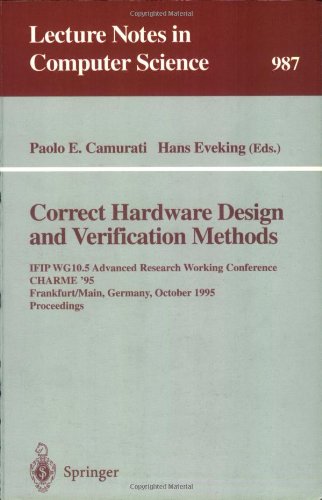 Lecture Notes in
Computer Science 987
Paolo E. Camurati Hans Eveking (Eds.)
Correct Hardware Design
and Verification Methods
IFIP WG10.5 Advanced Research Working Conference
CHARME '95
Frankfurt/Main, Germany, October 1995
Proceedings
Springer